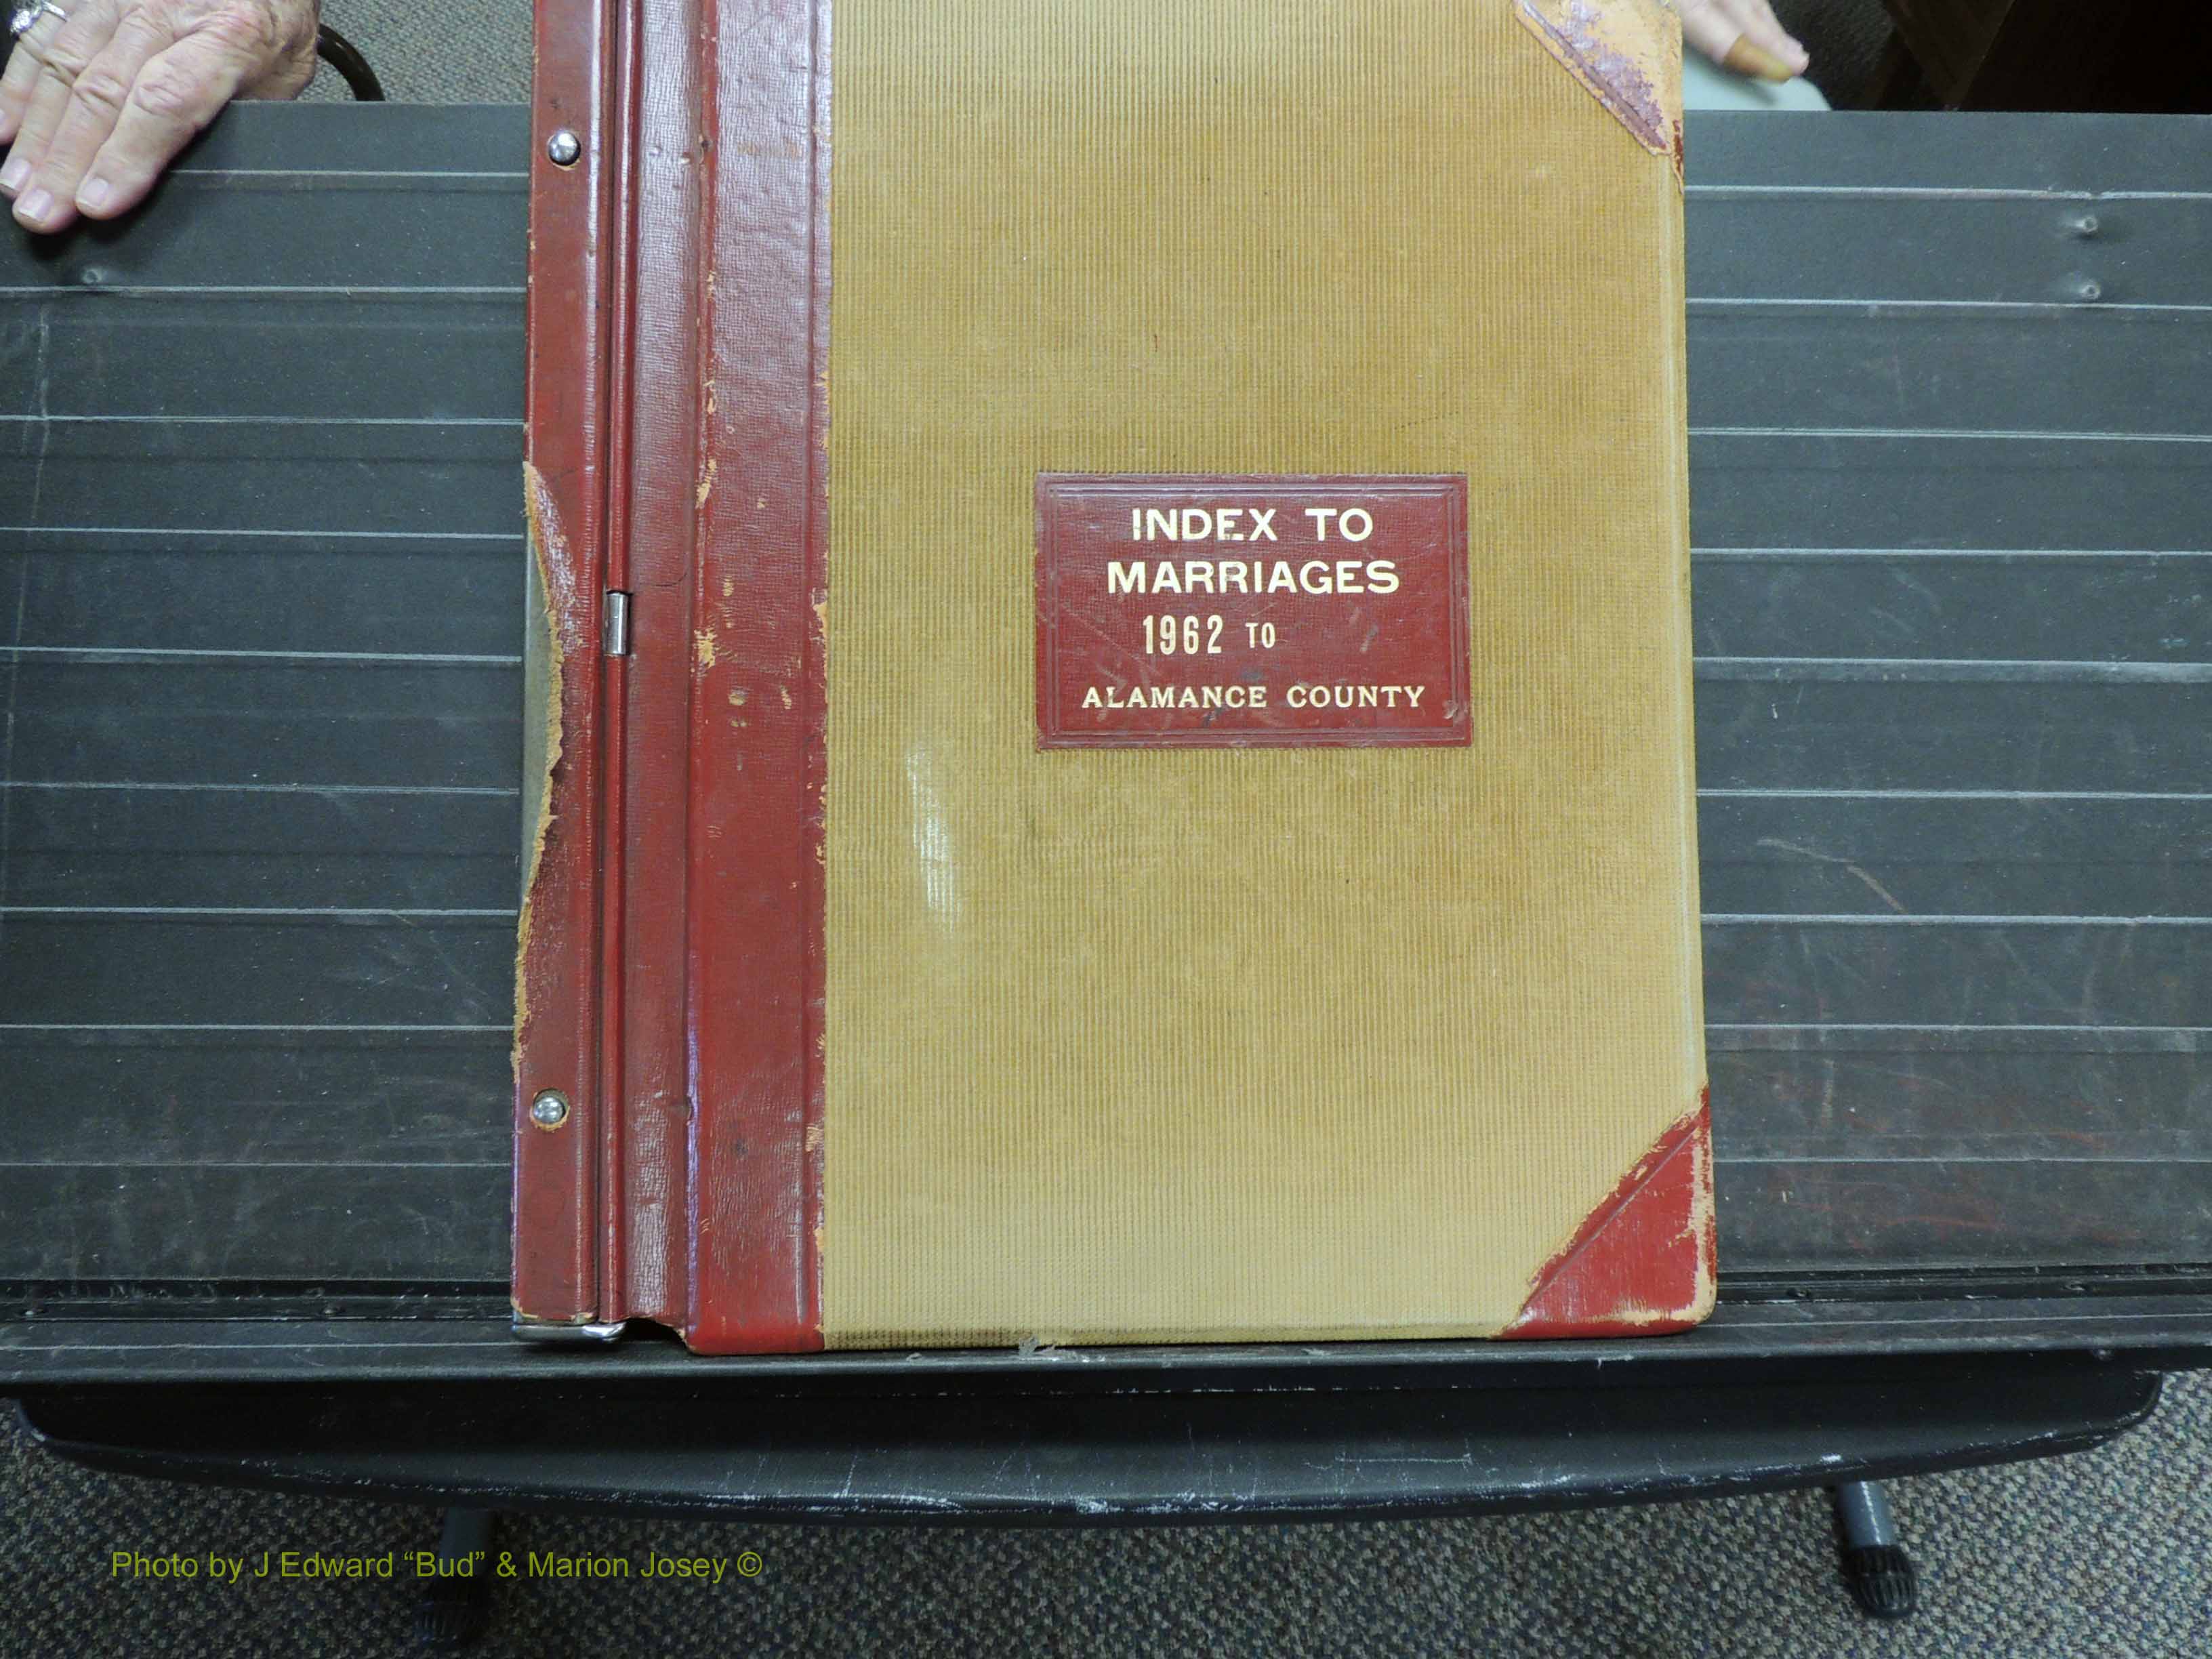 INDEX TO
MARRIAGES
1962 TO
ALAMANCE COUNTY
Photo by J Edward “Bud” & Marion Josey ©